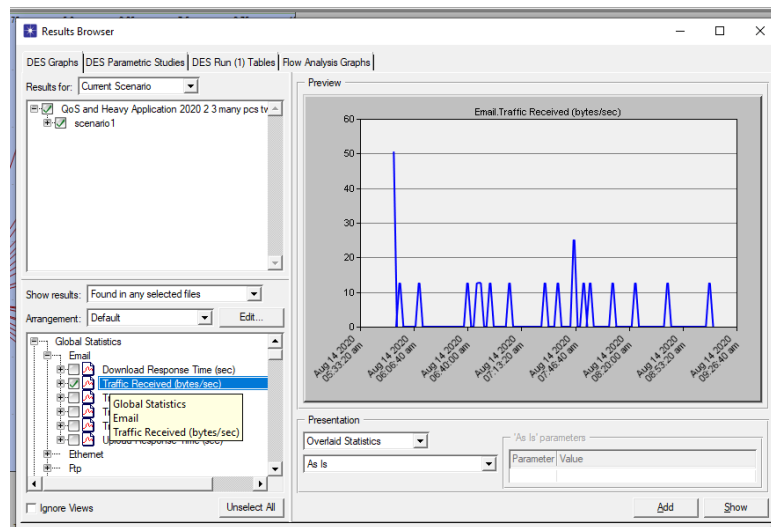 Results Browser
DES Graphs DES Parametric Studies DES Run (1) Tables Flow Analysis Graphs
Results for: Current Scenario
QoS and Heavy Application 2020 2 3 many pcs tv
scenario1
Show results: Found in any selected files
Arrangement: Default Edit...
Global Statistics
Email
Download Response Time (sec)
Traffic Received (bytes/sec)
Global Statistics
Email
Traffic Received (bytes/sec)
Upload Response Time (sec)
Ethernet
Ftp
Ignore Views Unselect All
Preview
Email.Traffic Received (bytes/sec)
60
50
40
30
20
10
0
Aug 14 2020
05:33:20 am
Aug 14 2020
06:06:40 am
Aug 14 2020
06:40:00 am
Aug 14 2020
07:13:20 am
Aug 14 2020
07:46:40 am
Aug 14 2020
08:20:00 am
Aug 14 2020
08:53:20 am
Aug 14 2020
09:26:40 am
Presentation
Overlaid Statistics
As Is
'As Is' parameters
Parameter Value
Add Show